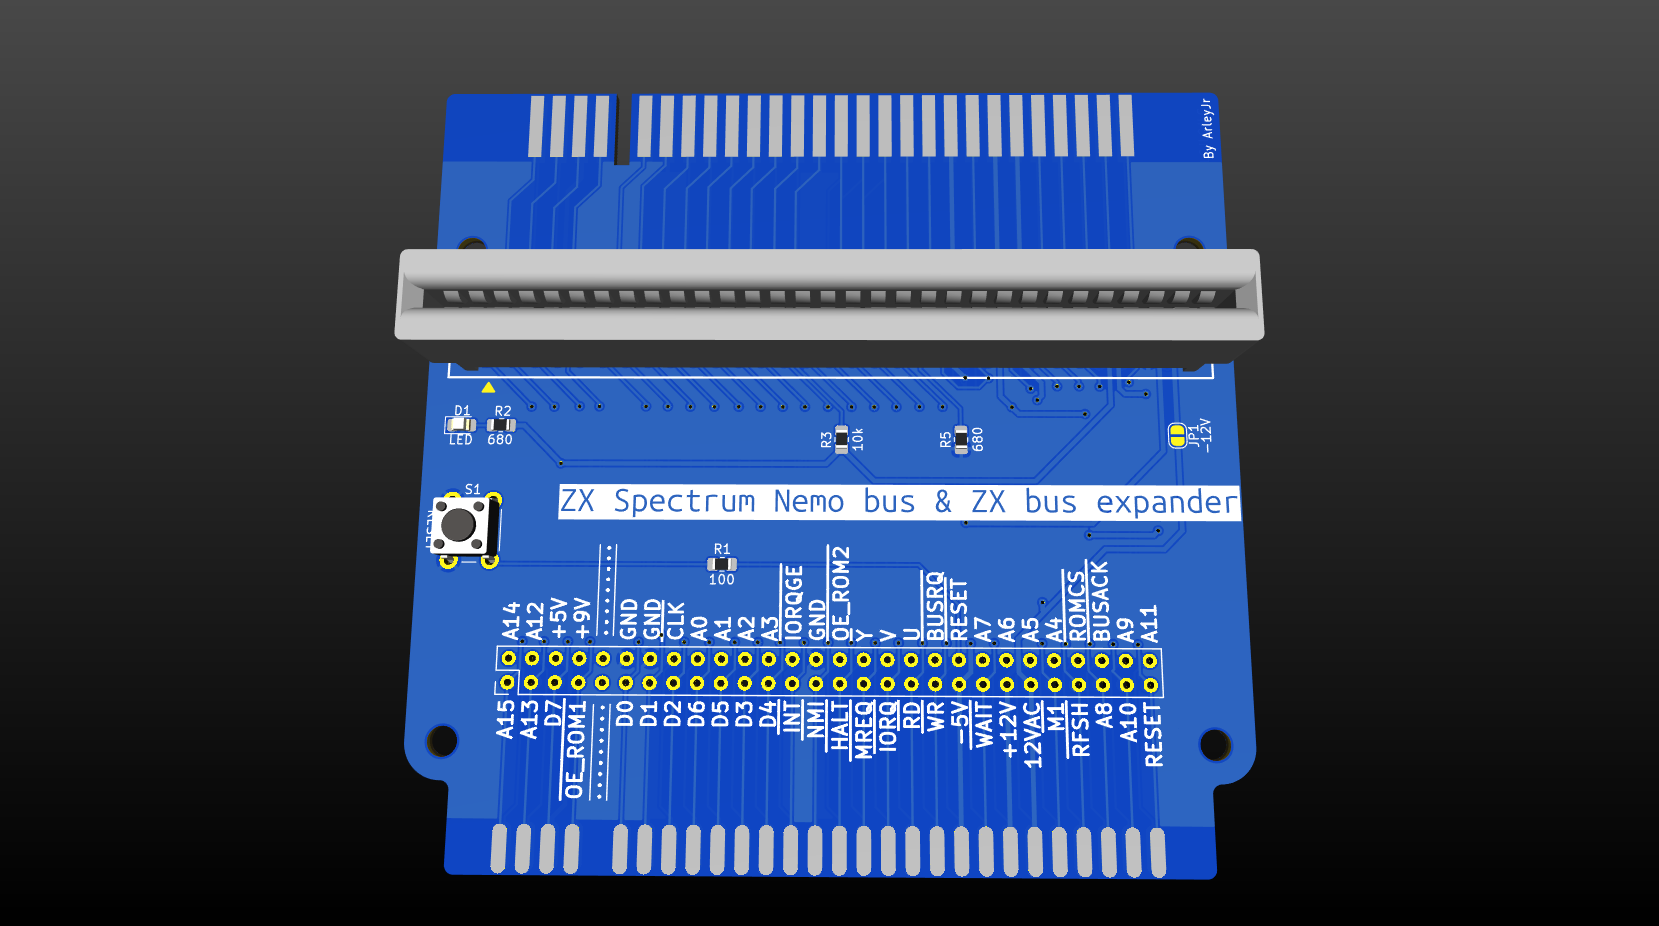 By ArleyJr
D1
LED
R2
680
R3
10k
R5
680
JP1
-12V
ZX Spectrum Nemo bus & ZX bus expander
S1
RESET
R1
100
A14 A12 +5V +9V GND GND CLK A0 A1 A2 A3 IORQGE GND OE_ROM2 Y V U BUSRQ RESET A7 A6 A5 A4 ROMCS BUSACK A9 A11
A15 A13 D7 OE_ROM1 D0 D1 D2 D6 D5 D3 D4 INT NMI HALT MREQ IORQ RD WR -5V WAIT +12V 12VAC M1 RFSH A8 A10 RESET